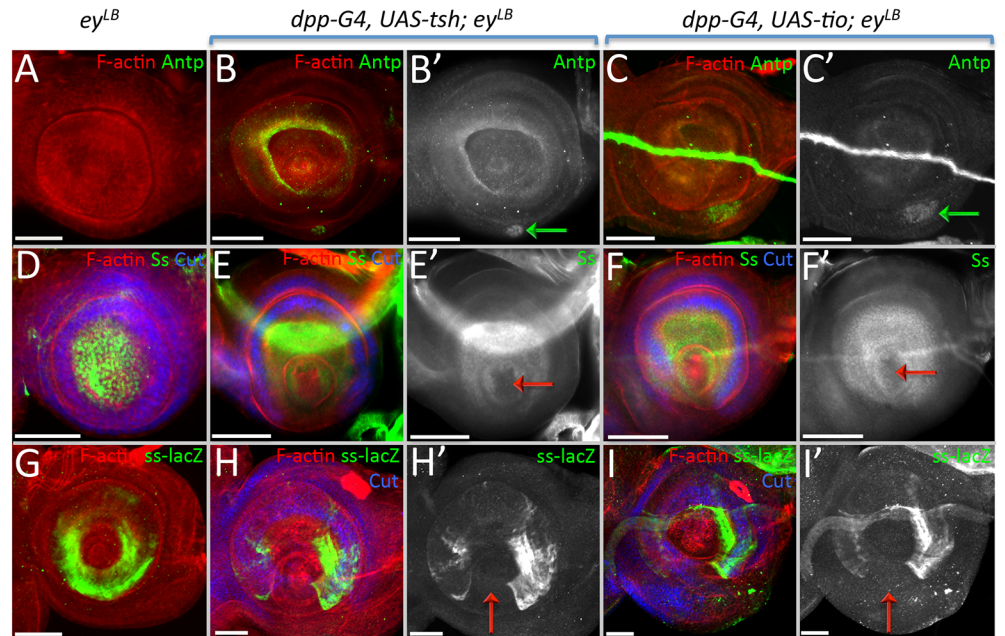 ey^LB dpp-G4, UAS-tsh; ey^LB dpp-G4, UAS-tio; ey^LB
A F-actin Antp B F-actin Antp B’ Antp C F-actin Antp C’ Antp
D F-actin Ss Cut E F-actin Ss Cut E’ Ss F F-actin Ss Cut F’ Ss
G F-actin ss-lacZ H F-actin ss-lacZ H’ ss-lacZ I F-actin ss-lacZ I’ ss-lacZ
Cut Cut